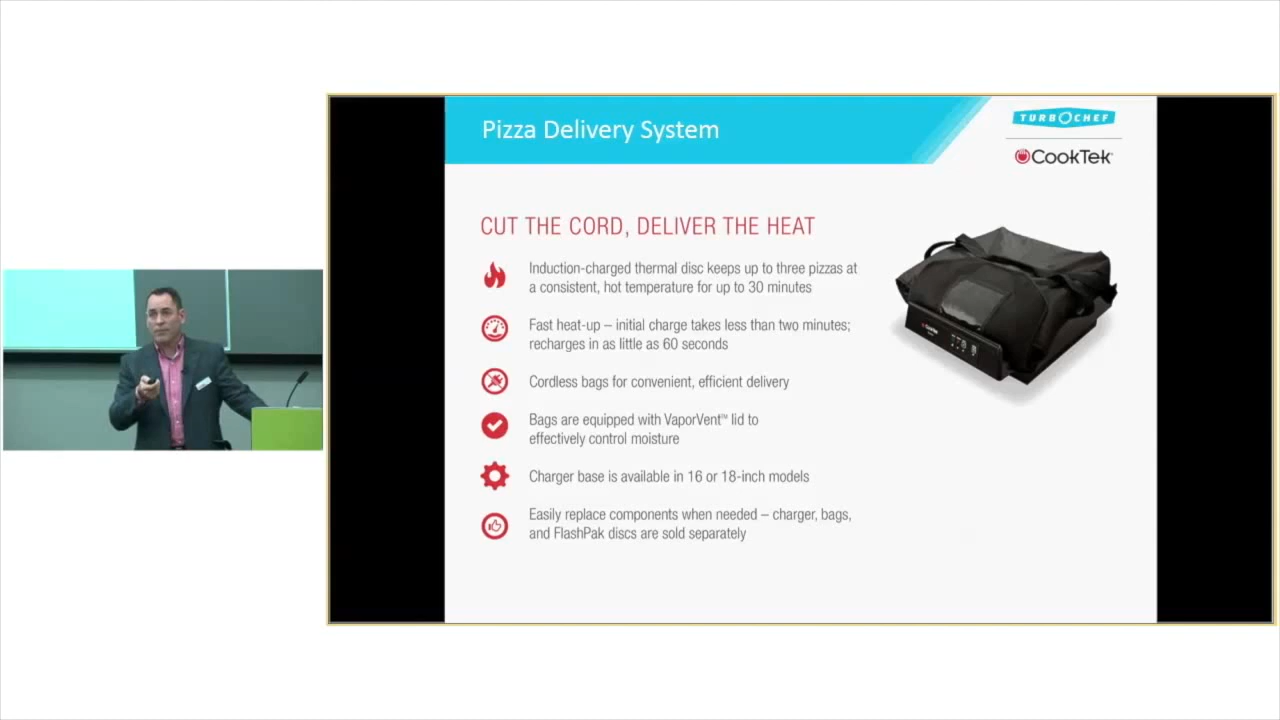 Pizza Delivery System
TURBOCHEF
CookTek
CUT THE CORD, DELIVER THE HEAT
Induction-charged thermal disc keeps up to three pizzas at
a consistent, hot temperature for up to 30 minutes
Fast heat-up – initial charge takes less than two minutes;
recharges in as little as 60 seconds
Cordless bags for convenient, efficient delivery
Bags are equipped with VaporVent™ lid to
effectively control moisture
Charger base is available in 16 or 18-inch models
Easily replace components when needed – charger, bags,
and FlashPak discs are sold separately
CookTek